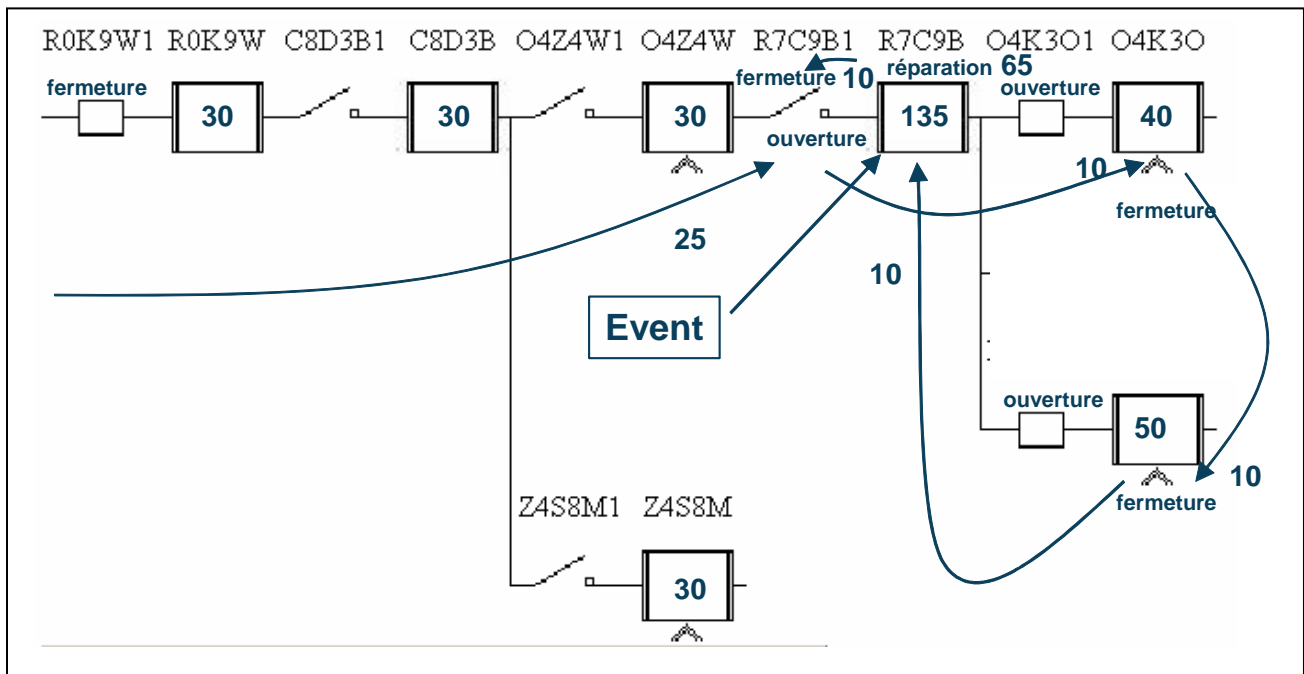 R0K9W1 R0K9W C8D3B1 C8D3B O4Z4W1 O4Z4W R7C9B1 R7C9B O4K3O1 O4K3O
fermeture 10 réparation 65
fermeture ouverture
30 30 30 135 40
ouverture
10
fermeture
25
10
Event
ouverture
50
10
fermeture
Z4S8M1 Z4S8M
30